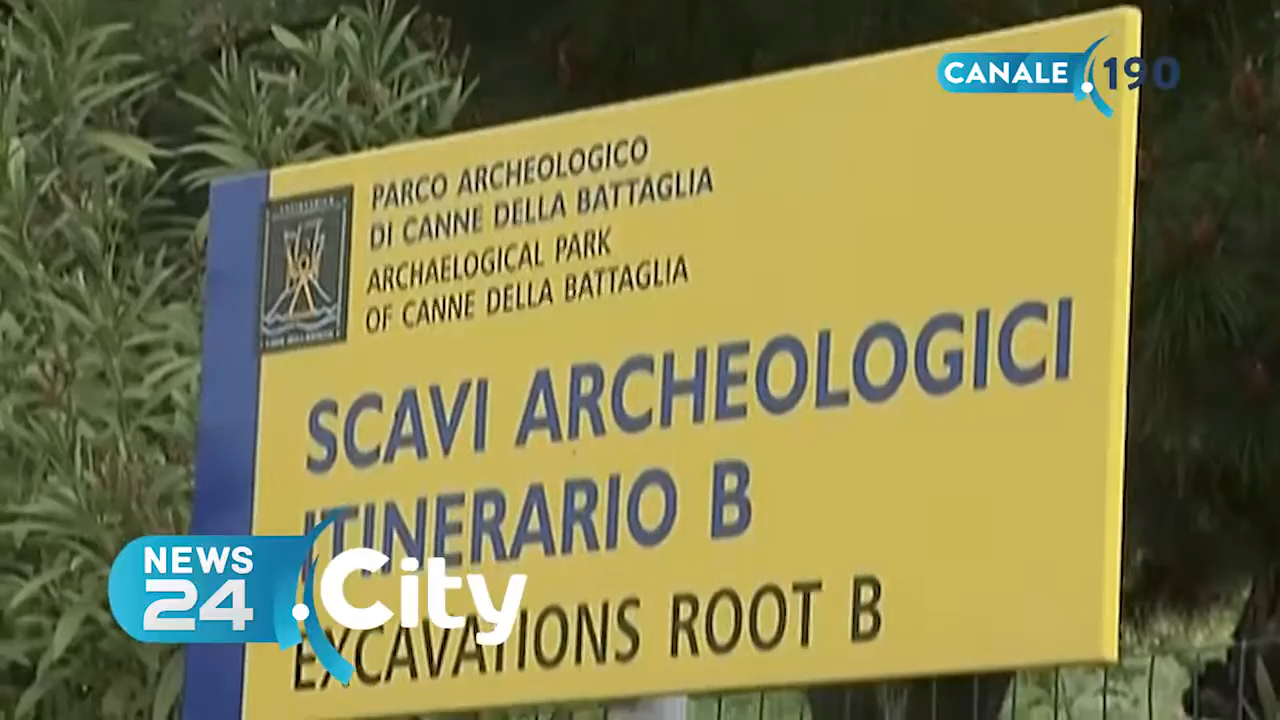 CANALE 190
PARCO ARCHEOLOGICO
DI CANNE DELLA BATTAGLIA
ARCHAELOGICAL PARK
OF CANNE DELLA BATTAGLIA
SCAVI ARCHEOLOGICI
ITINERARIO B
EXCAVATIONS ROOT B
NEWS
24 .City